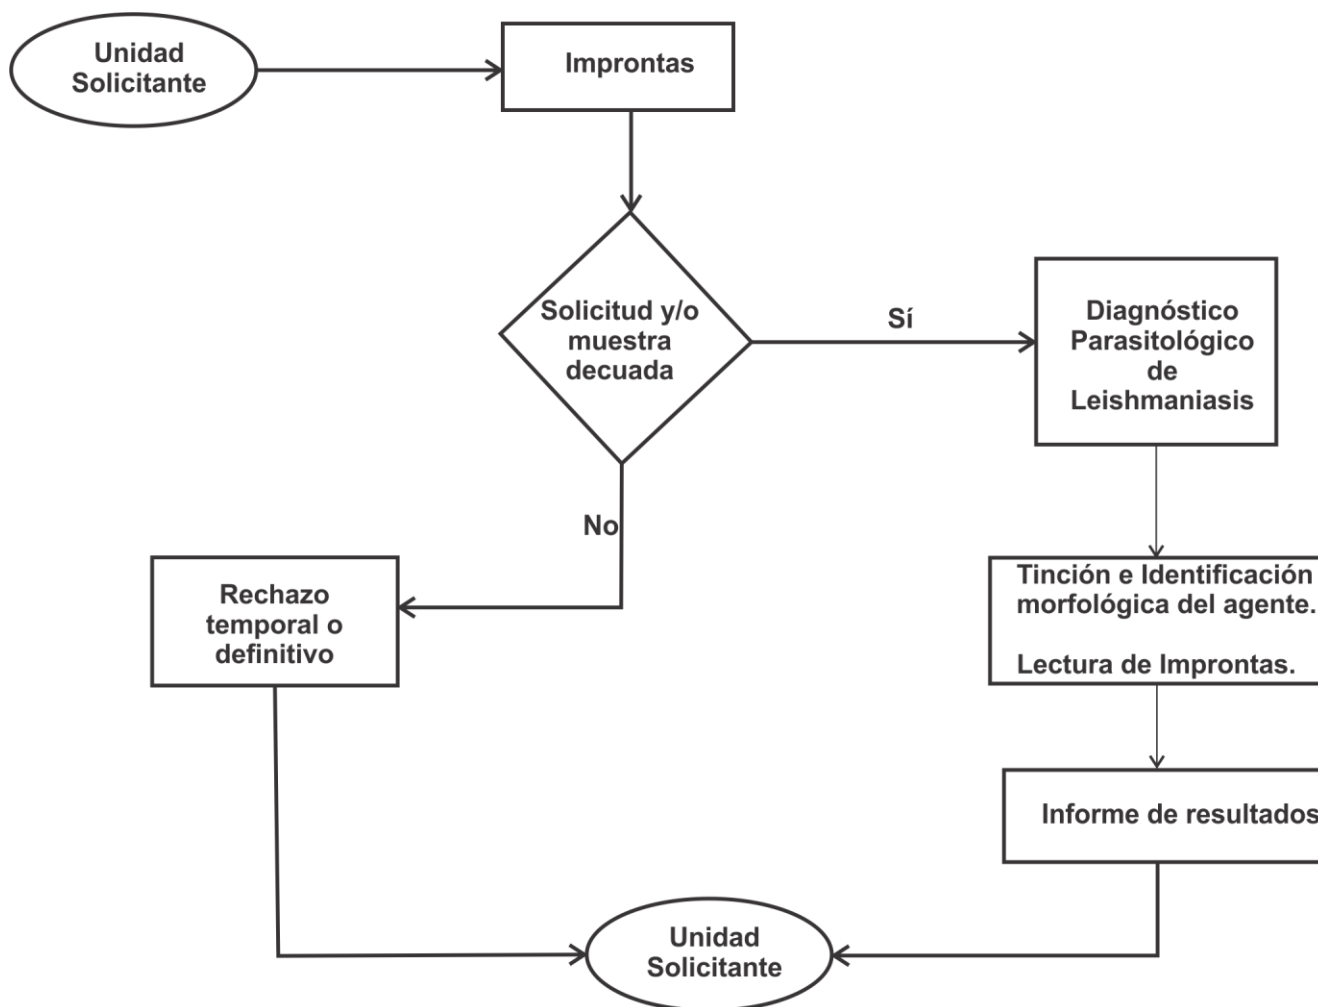 Unidad
Solicitante
Improntas
Solicitud y/o
muestra
decuada
Sí
Diagnóstico
Parasitológico
de
Leishmaniasis
No
Rechazo
temporal o
definitivo
Tinción e Identificación
morfológica del agente.
Lectura de Improntas.
Informe de resultados
Unidad
Solicitante